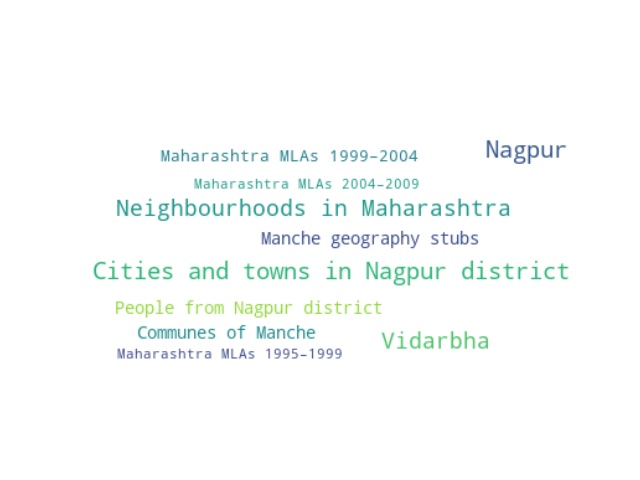 Nagpur
Maharashtra MLAs 1999–2004
Maharashtra MLAs 2004–2009
Neighbourhoods in Maharashtra
Manche geography stubs
Cities and towns in Nagpur district
People from Nagpur district
Communes of Manche
Vidarbha
Maharashtra MLAs 1995–1999